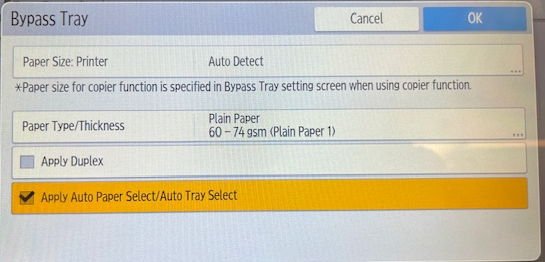 Bypass Tray
Cancel
OK
Paper Size: Printer
Auto Detect
...
*Paper size for copier function is specified in Bypass Tray setting screen when using copier function.
Paper Type/Thickness
Plain Paper
60 – 74 gsm (Plain Paper 1)
...
Apply Duplex
Apply Auto Paper Select/Auto Tray Select